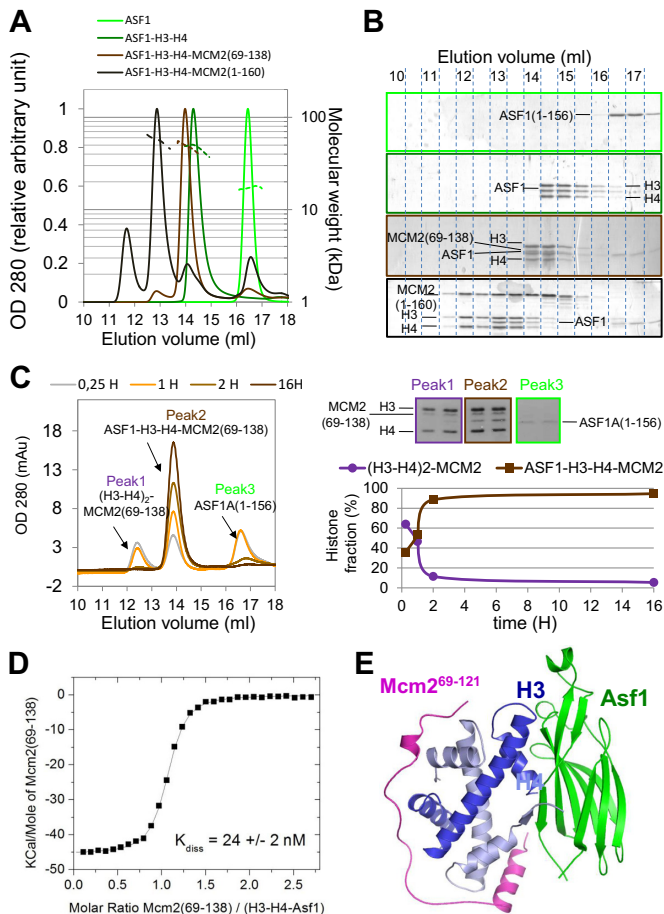 A
ASF1
ASF1-H3-H4
ASF1-H3-H4-MCM2(69-138)
ASF1-H3-H4-MCM2(1-160)
OD 280 (relative arbitrary unit)
1
0.8
0.6
0.4
0.2
0
100
10
1
Molecular weight (kDa)
10 11 12 13 14 15 16 17 18
Elution volume (ml)
B
Elution volume (ml)
10 11 12 13 14 15 16 17
ASF1(1-156)
ASF1
H3
H4
MCM2(69-138)
H3
ASF1
H4
MCM2
(1-160)
H3
H4
ASF1
C
0,25 H 1 H 2 H 16H
OD 280 (mAu)
18
13
8
3
-2
Peak2
ASF1-H3-H4-MCM2(69-138)
Peak1
(H3-H4)2-
MCM2(69-138)
Peak3
ASF1A(1-156)
10 11 12 13 14 15 16 17 18
Elution volume (ml)
Peak1 Peak2 Peak3
MCM2
(69-138)
H3
H4
ASF1A(1-156)
(H3-H4)2-MCM2 ASF1-H3-H4-MCM2
Histone
fraction (%)
100
80
60
40
20
0
0 2 4 6 8 10 12 14 16
time (H)
D
KCal/Mole of Mcm2(69-138)
0
-10
-20
-30
-40
-50
Kdiss = 24 +/- 2 nM
0.0 0.5 1.0 1.5 2.0 2.5
Molar Ratio Mcm2(69-138) / (H3-H4-Asf1)
E
Mcm2 69-121
H3
Asf1
H4